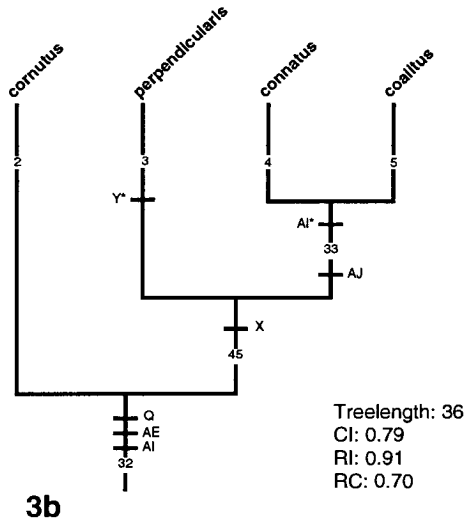 cornutus
perpendicularis
connatus
coalitus
2
3
4
5
Y*
AI*
33
AJ
X
45
Q
AE
AI
32
Treelength: 36
CI: 0.79
RI: 0.91
RC: 0.70
3b